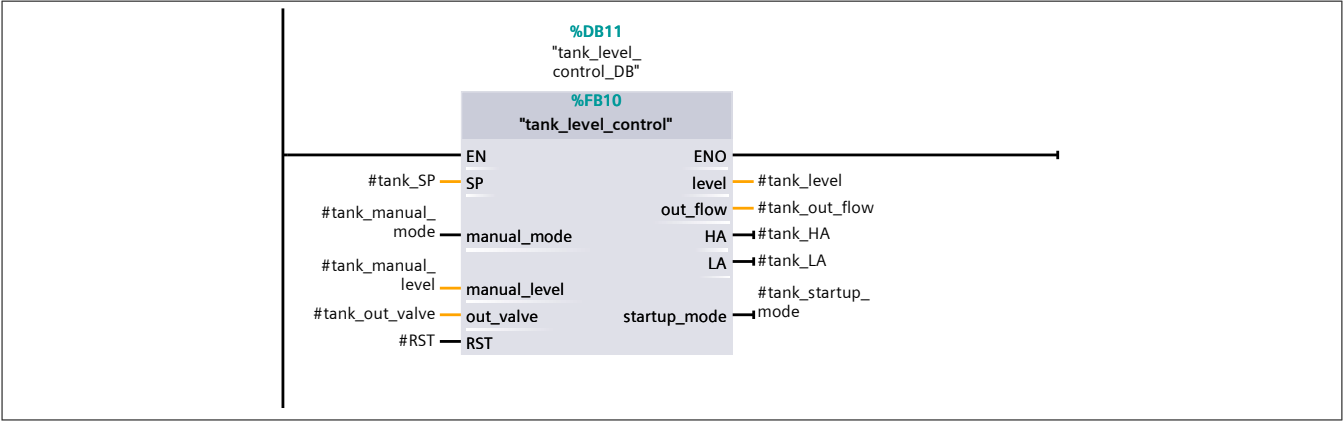 %DB11
"tank_level_
control_DB"
%FB10
"tank_level_control"
EN ENO
#tank_SP SP level #tank_level
out_flow #tank_out_flow
#tank_manual_
mode manual_mode HA #tank_HA
LA #tank_LA
#tank_manual_
level manual_level
#tank_startup_
mode
#tank_out_valve out_valve startup_mode
#RST RST